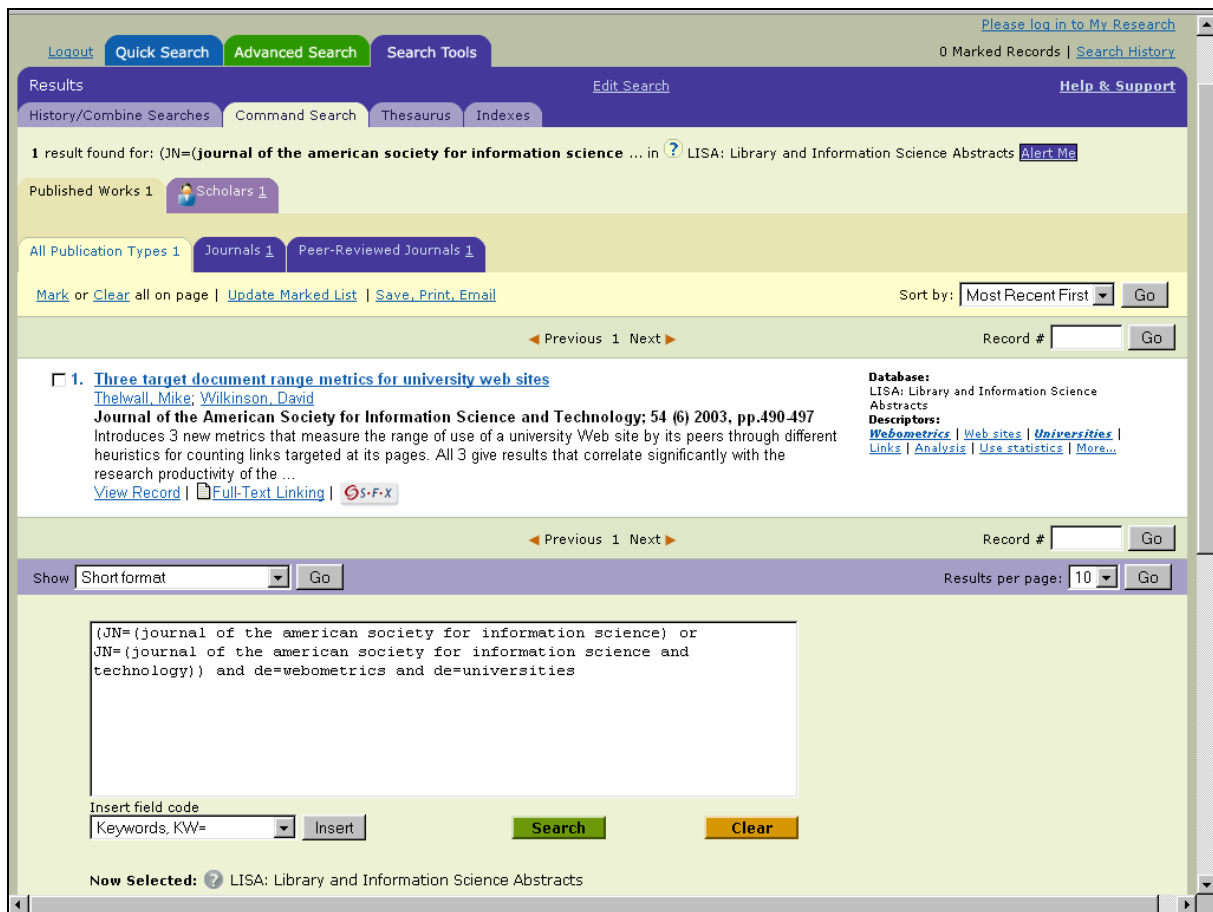 Please log in to My Research
Logout Quick Search Advanced Search Search Tools 0 Marked Records | Search History
Results Edit Search Help & Support
History/Combine Searches Command Search Thesaurus Indexes
1 result found for: (JN=(journal of the american society for information science ... in ? LISA: Library and Information Science Abstracts Alert Me
Published Works 1 Scholars 1
All Publication Types 1 Journals 1 Peer-Reviewed Journals 1
Mark or Clear all on page | Update Marked List | Save, Print, Email Sort by: Most Recent First Go
Previous 1 Next Record # Go
1. Three target document range metrics for university web sites
Thelwall, Mike; Wilkinson, David
Journal of the American Society for Information Science and Technology; 54 (6) 2003, pp.490-497
Introduces 3 new metrics that measure the range of use of a university Web site by its peers through different
heuristics for counting links targeted at its pages. All 3 give results that correlate significantly with the
research productivity of the ...
View Record | Full-Text Linking | S·F·X
Database:
LISA: Library and Information Science
Abstracts
Descriptors:
Webometrics | Web sites | Universities |
Links | Analysis | Use statistics | More...
Previous 1 Next Record # Go
Show Short format Go Results per page: 10 Go
(JN=(journal of the american society for information science) or
JN=(journal of the american society for information science and
technology)) and de=webometrics and de=universities
Insert field code
Keywords, KW= Insert Search Clear
Now Selected: ? LISA: Library and Information Science Abstracts